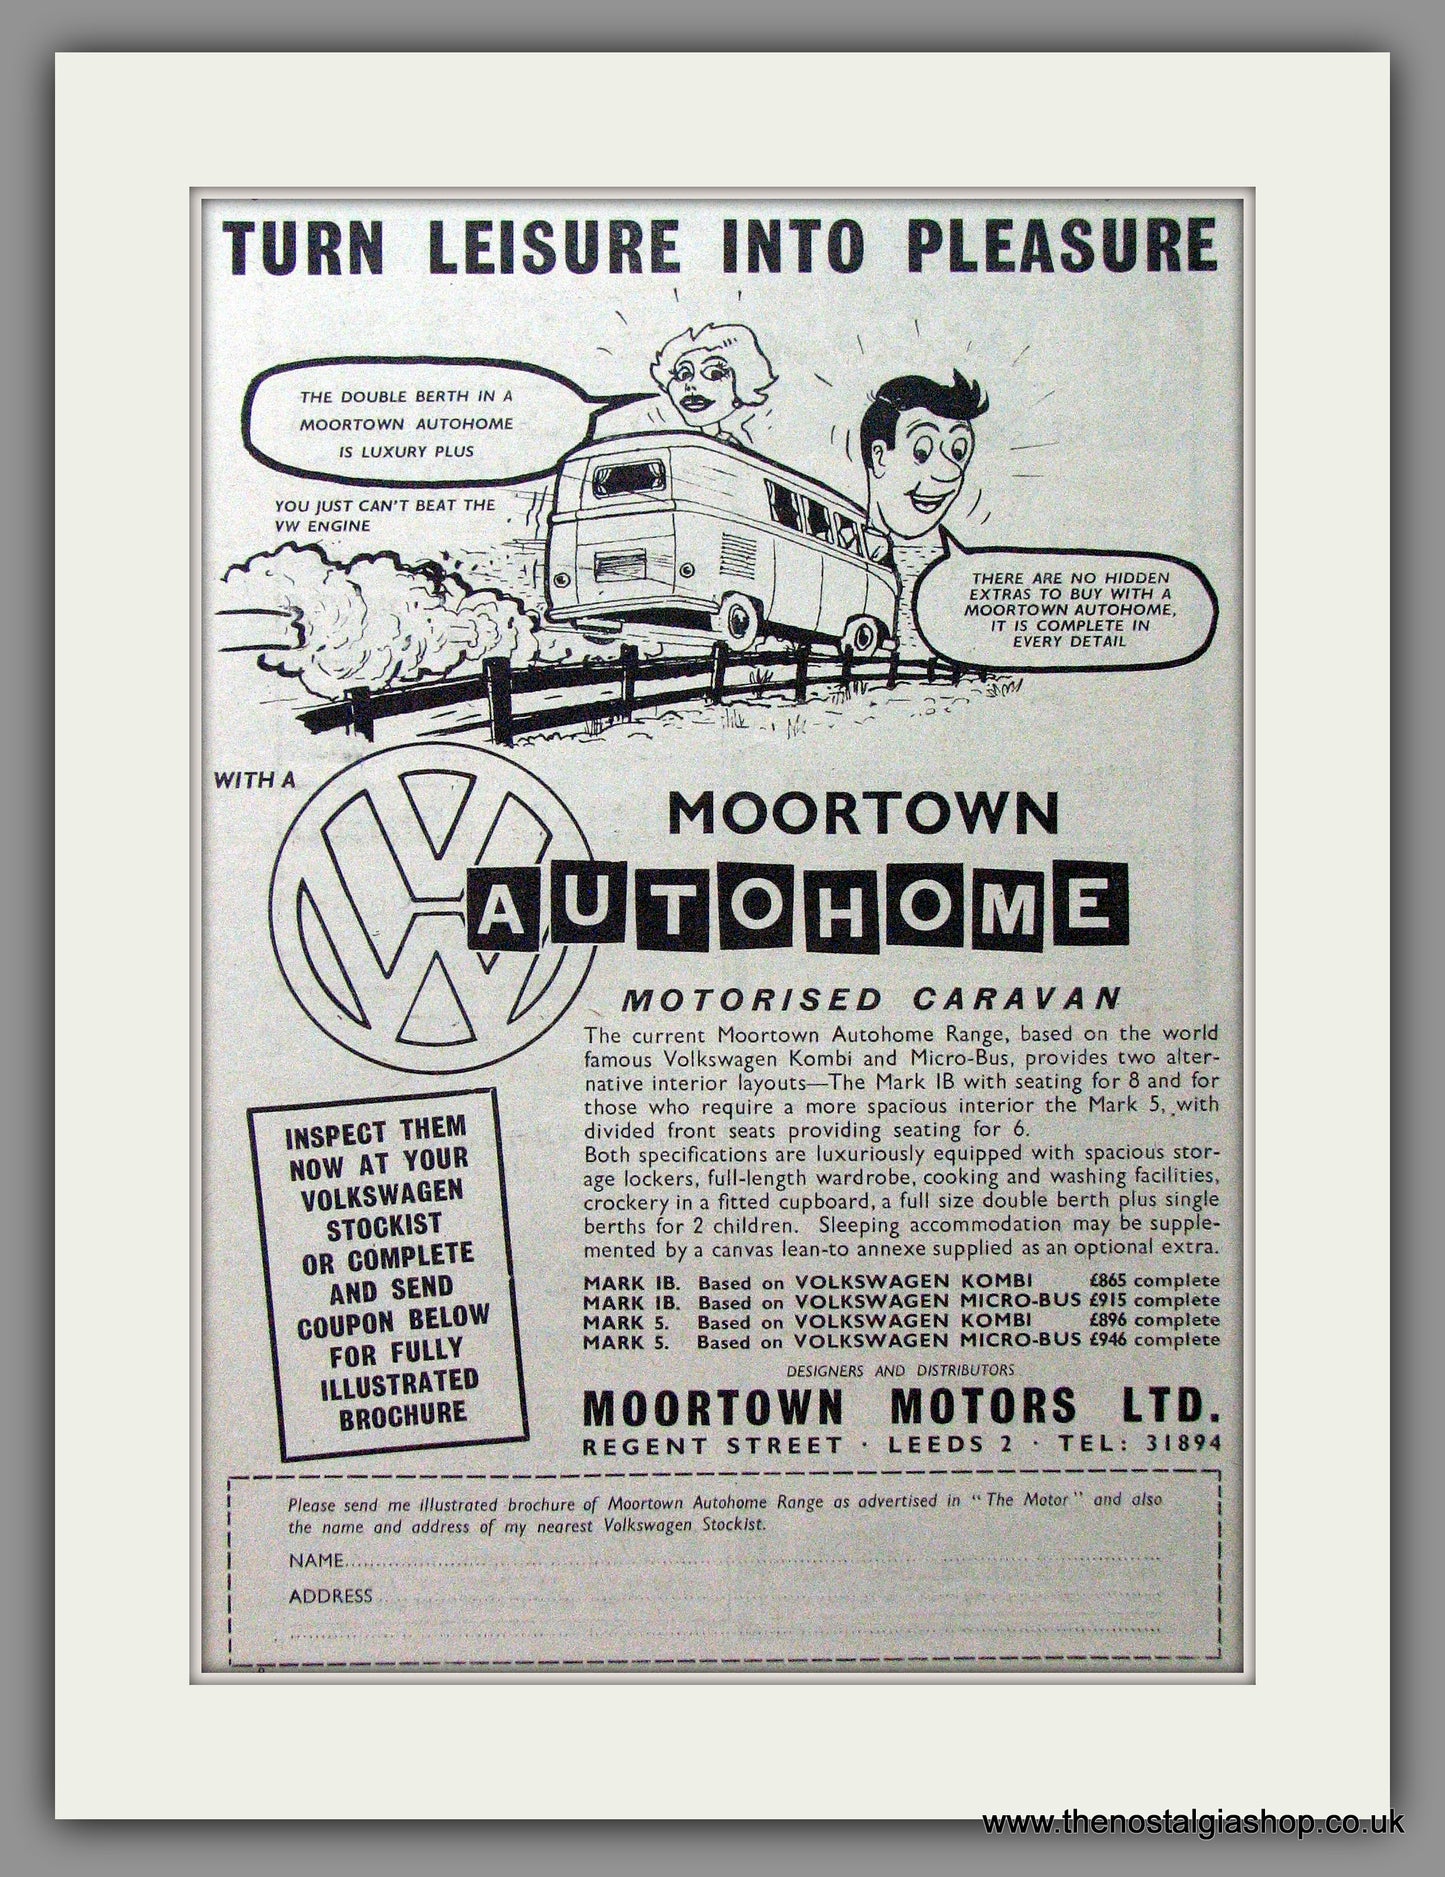 TURN LEISURE INTO PLEASURE
THE DOUBLE BERTH IN A
MOORTOWN AUTOHOME
IS LUXURY PLUS
YOU JUST CAN'T BEAT THE
VW ENGINE
THERE ARE NO HIDDEN
EXTRAS TO BUY WITH A
MOORTOWN AUTOHOME,
IT IS COMPLETE IN
EVERY DETAIL
WITH A
VW
MOORTOWN
AUTOHOME
MOTORISED CARAVAN
The current Moortown Autohome Range, based on the world
famous Volkswagen Kombi and Micro-Bus, provides two alter-
native interior layouts—The Mark IB with seating for 8 and for
those who require a more spacious interior the Mark 5, with
divided front seats providing seating for 6.
Both specifications are luxuriously equipped with spacious stor-
age lockers, full-length wardrobe, cooking and washing facilities,
crockery in a fitted cupboard, a full size double berth plus single
berths for 2 children. Sleeping accommodation may be supple-
mented by a canvas lean-to annexe supplied as an optional extra.
MARK IB. Based on VOLKSWAGEN KOMBI £865 complete
MARK IB. Based on VOLKSWAGEN MICRO-BUS £915 complete
MARK 5. Based on VOLKSWAGEN KOMBI £896 complete
MARK 5. Based on VOLKSWAGEN MICRO-BUS £946 complete
DESIGNERS AND DISTRIBUTORS
MOORTOWN MOTORS LTD.
REGENT STREET · LEEDS 2 · TEL: 31894
INSPECT THEM
NOW AT YOUR
VOLKSWAGEN
STOCKIST
OR COMPLETE
AND SEND
COUPON BELOW
FOR FULLY
ILLUSTRATED
BROCHURE
Please send me illustrated brochure of Moortown Autohome Range as advertised in "The Motor" and also
the name and address of my nearest Volkswagen Stockist.
NAME
ADDRESS
www.thenostalgiashop.co.uk